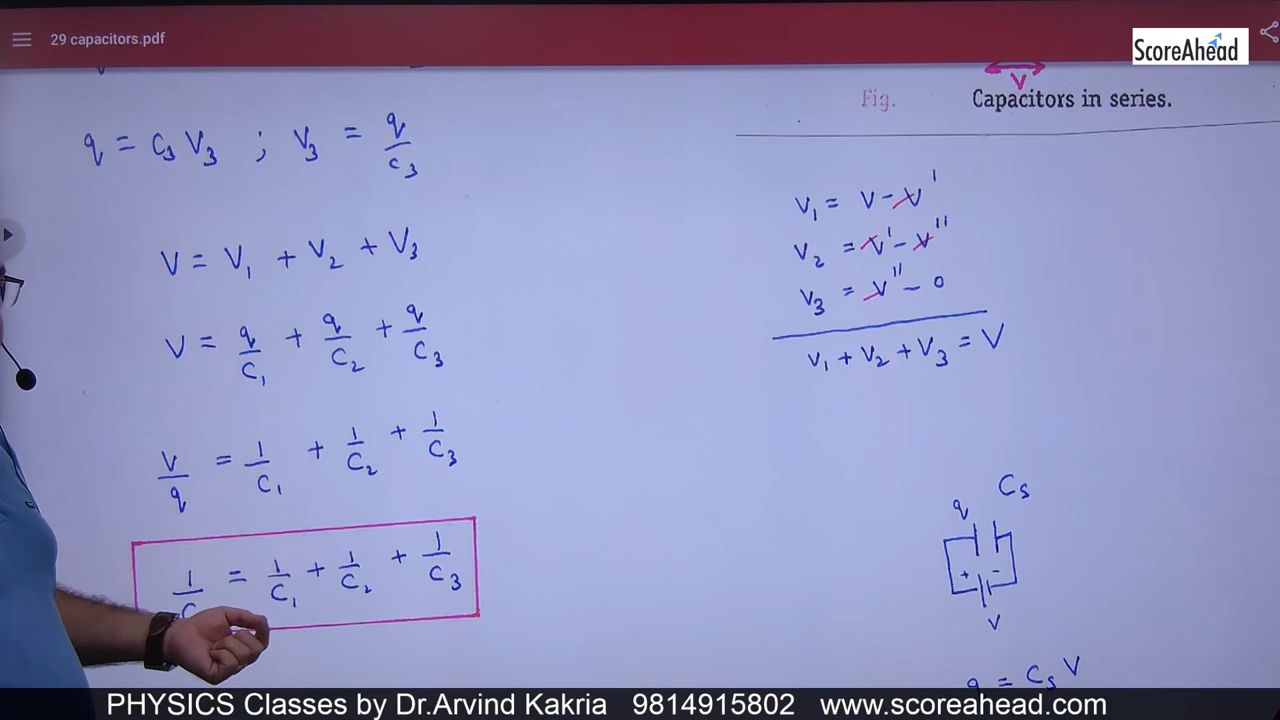 29 capacitors.pdf
ScoreAhead
V
Fig. Capacitors in series.
q = C₃ V₃ ; V₃ = q/C₃
V = V₁ + V₂ + V₃
V = q/C₁ + q/C₂ + q/C₃
V/q = 1/C₁ + 1/C₂ + 1/C₃
1/C = 1/C₁ + 1/C₂ + 1/C₃
V₁ = V - V'
V₂ = V' - V''
V₃ = V'' - 0
V₁ + V₂ + V₃ = V
Cs
q
+ -
V
q = Cs V
PHYSICS Classes by Dr.Arvind Kakria 9814915802 www.scoreahead.com